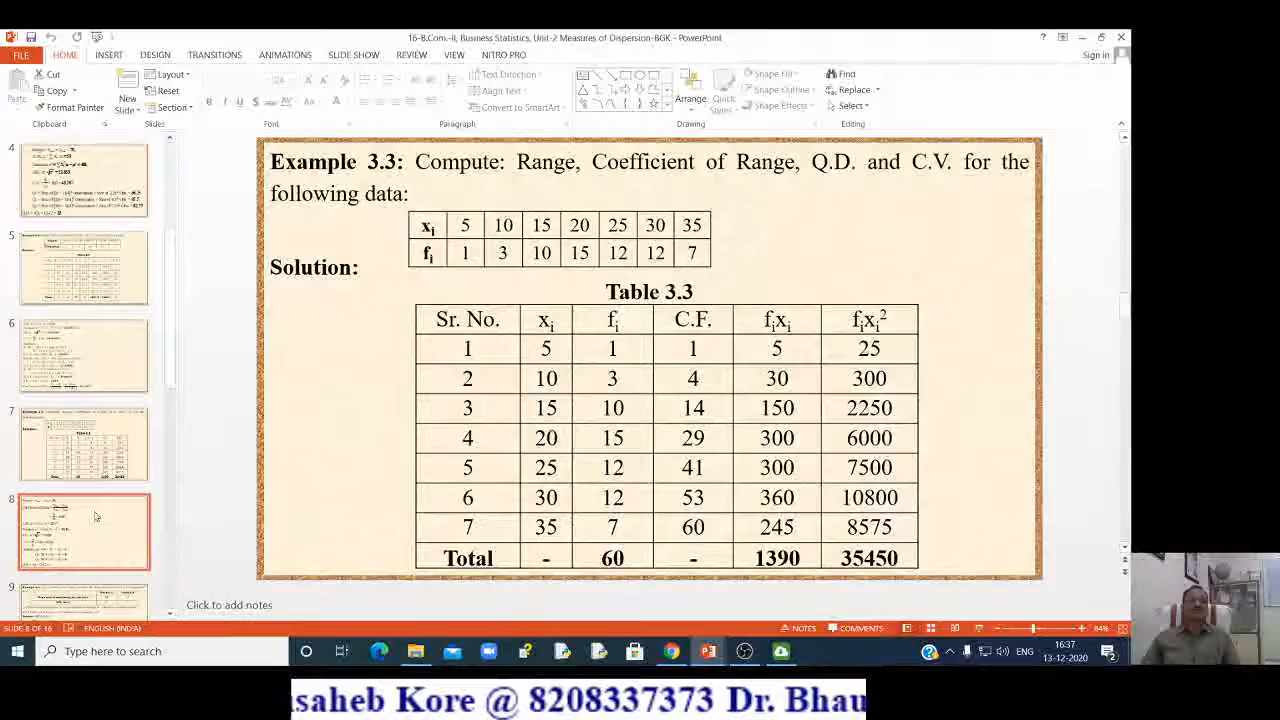 16-B.Com.-II, Business Statistics, Unit-2 Measures of Dispersion-BGK - PowerPoint
FILE HOME INSERT DESIGN TRANSITIONS ANIMATIONS SLIDE SHOW REVIEW VIEW NITRO PRO Sign in
Cut
Copy
Format Painter
Paste
Clipboard
New Slide
Layout
Reset
Section
Slides
Font
Text Direction
Align Text
Convert to SmartArt
Paragraph
Arrange
Quick Styles
Shape Fill
Shape Outline
Shape Effects
Drawing
Find
Replace
Select
Editing
4
5
6
7
8
9
Example 3.3: Compute: Range, Coefficient of Range, Q.D. and C.V. for the
following data:
xi 5 10 15 20 25 30 35
fi 1 3 10 15 12 12 7
Solution:
Table 3.3
Sr. No. xi fi C.F. fixi fixi²
1 5 1 1 5 25
2 10 3 4 30 300
3 15 10 14 150 2250
4 20 15 29 300 6000
5 25 12 41 300 7500
6 30 12 53 360 10800
7 35 7 60 245 8575
Total - 60 - 1390 35450
Click to add notes
SLIDE 8 OF 16 ENGLISH (INDIA) NOTES COMMENTS 84%
Type here to search
ENG
16:37
13-12-2020
2
saheb Kore @ 8208337373 Dr. Bhau